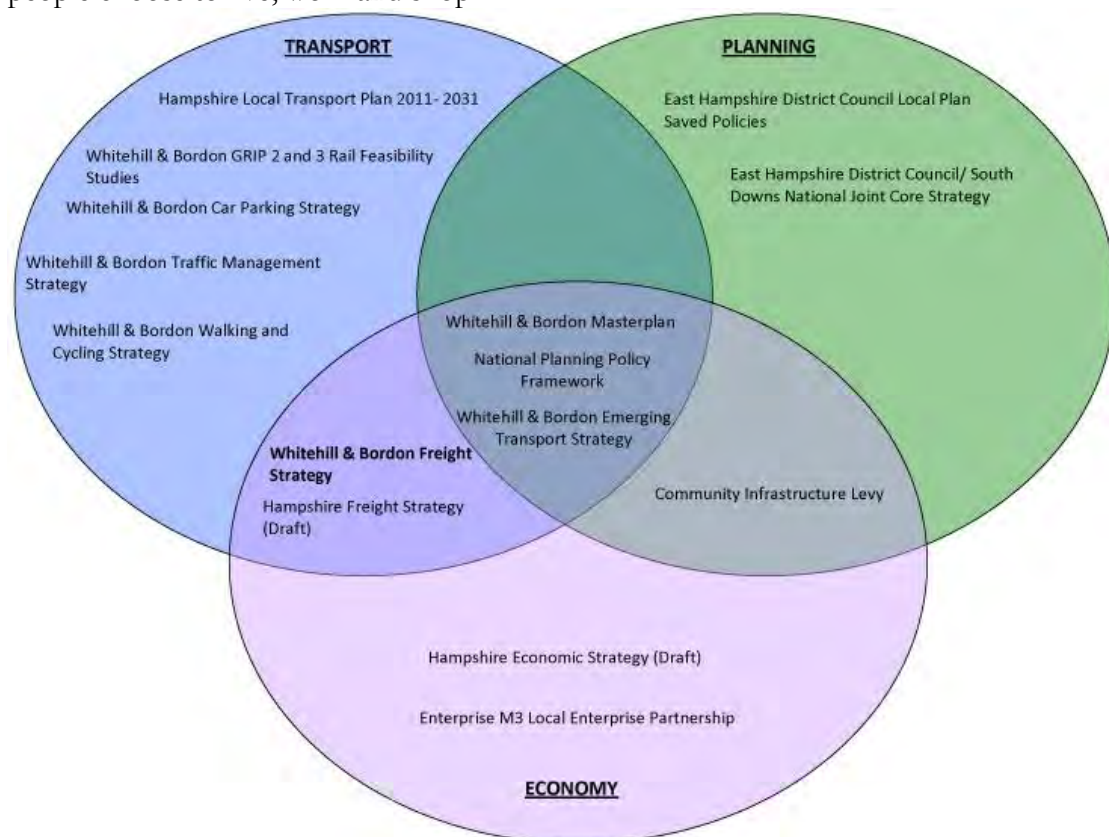 TRANSPORT
Hampshire Local Transport Plan 2011- 2031
Whitehill & Bordon GRIP 2 and 3 Rail Feasibility
Studies
Whitehill & Bordon Car Parking Strategy
Whitehill & Bordon Traffic Management
Strategy
Whitehill & Bordon Walking and
Cycling Strategy
PLANNING
East Hampshire District Council Local Plan
Saved Policies
East Hampshire District Council/ South
Downs National Joint Core Strategy
Whitehill & Bordon Masterplan
National Planning Policy
Framework
Whitehill & Bordon Emerging
Transport Strategy
Whitehill & Bordon Freight
Strategy
Hampshire Freight Strategy
(Draft)
Community Infrastructure Levy
Hampshire Economic Strategy (Draft)
Enterprise M3 Local Enterprise Partnership
ECONOMY